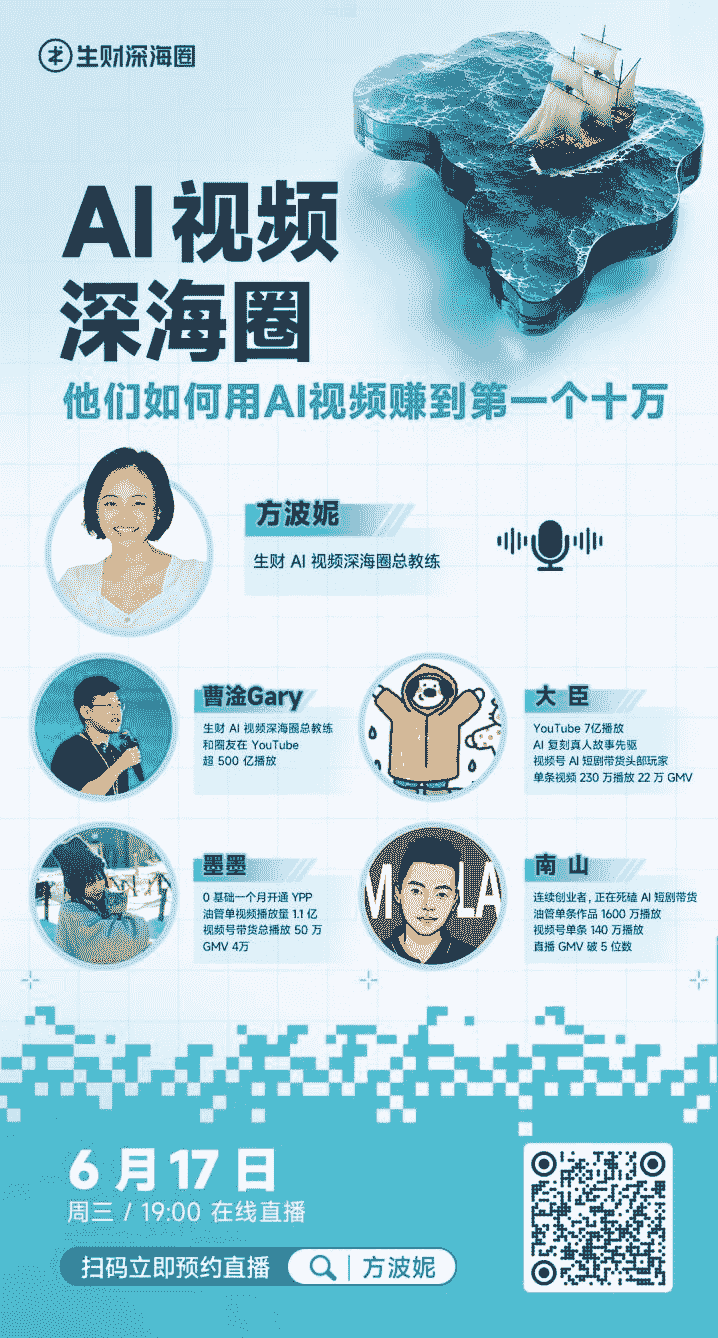 生财深海圈
AI 视频
深海圈
他们如何用AI视频赚到第一个十万
方波妮
生财 AI 视频深海圈总教练
曹淦Gary
生财 AI 视频深海圈总教练
和圈友在 YouTube
超 500 亿播放
大 臣
YouTube 7亿播放
AI 复刻真人故事先驱
视频号 AI 短剧带货头部玩家
单条视频 230 万播放 22 万 GMV
墨墨
0 基础一个月开通 YPP
油管单视频播放量 1.1 亿
视频号带货总播放 50 万
GMV 4万
M LA
南 山
连续创业者, 正在死磕 AI 短剧带货
油管单条作品 1600 万播放
视频号单条 140 万播放
直播 GMV 破 5 位数
6 月 17 日
周三 / 19:00 在线直播
扫码立即预约直播
方波妮